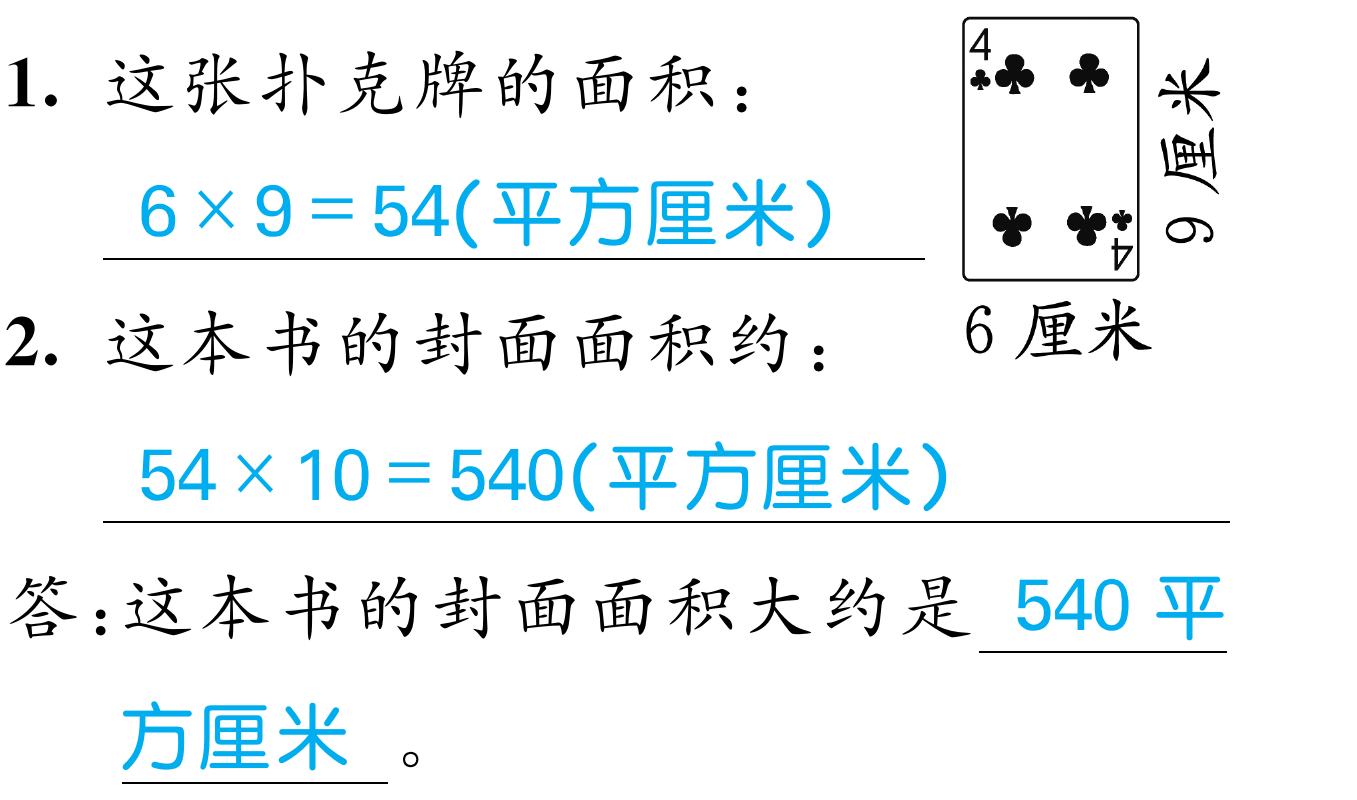 1. 这张扑克牌的面积：
6×9=54(平方厘米)
4
4
9厘米
6厘米
2. 这本书的封面面积约：
54×10=540(平方厘米)
答：这本书的封面面积大约是 540 平
方厘米 。